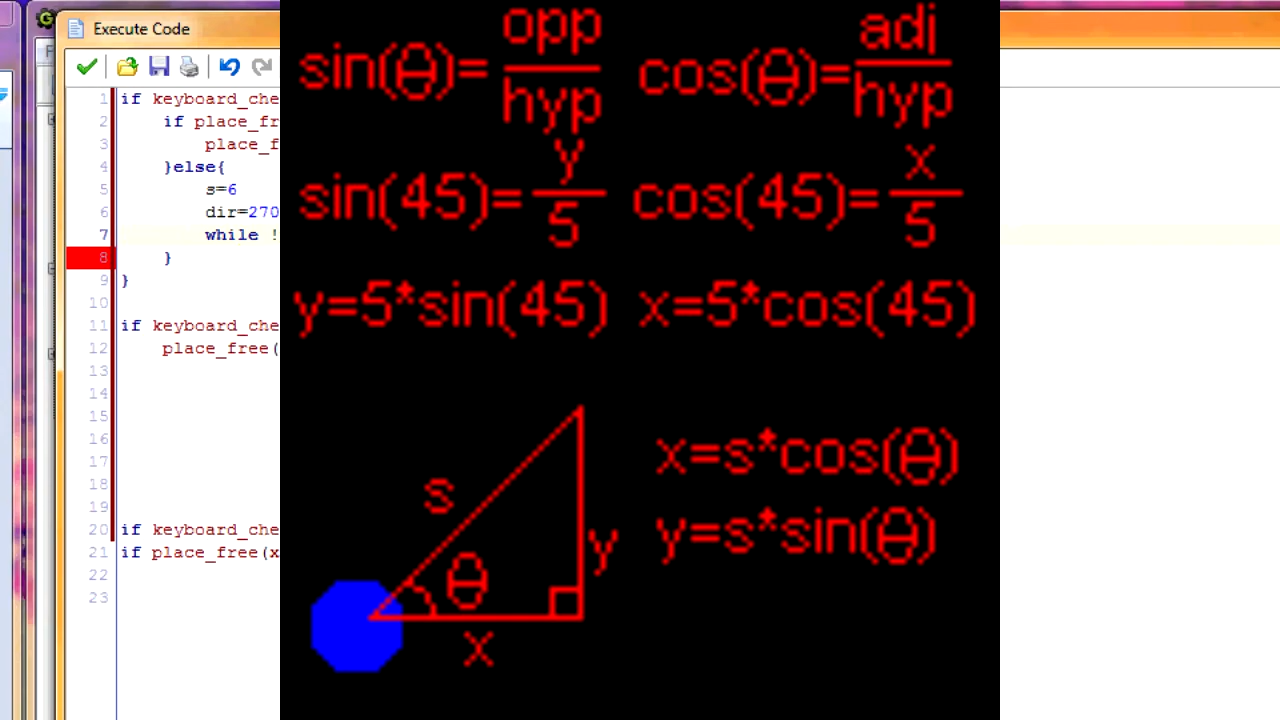 Execute Code
1 if keyboard_che
2 if place_fr
3 place_f
4 }else{
5 s=6
6 dir=270
7 while !
8 }
9 }
10
11 if keyboard_che
12 place_free(
13
14
15
16
17
18
19
20 if keyboard_che
21 if place_free(x
22
23
sin(θ)= opp/hyp cos(θ)= adj/hyp
sin(45)= y/5 cos(45)= x/5
y=5*sin(45) x=5*cos(45)
x=s*cos(θ)
s
y=s*sin(θ)
y
θ
x